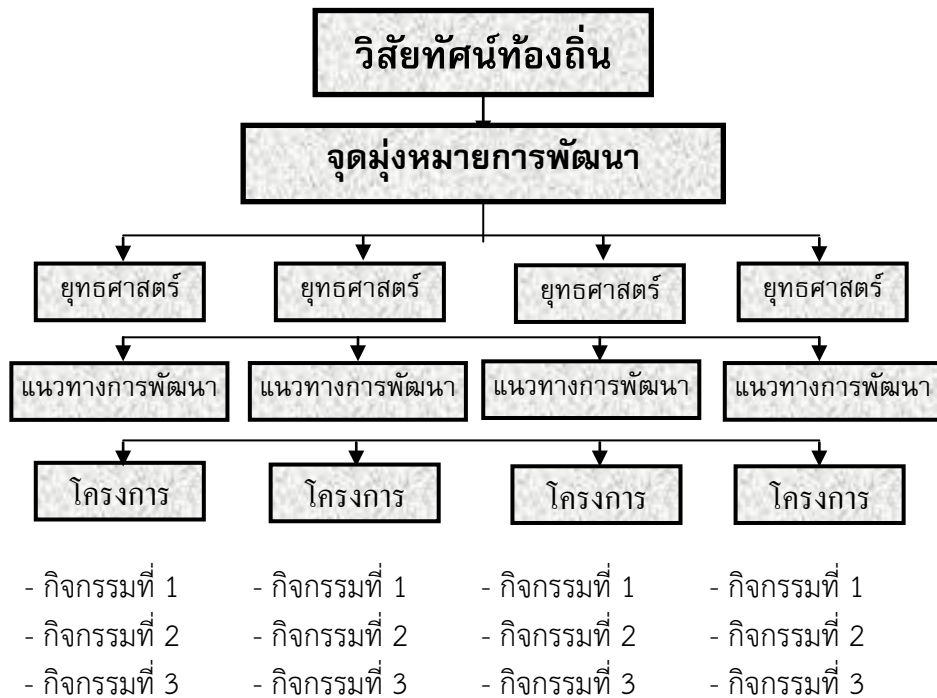 วิสัยทัศน์ท้องถิ่น
จุดมุ่งหมายการพัฒนา
ยุทธศาสตร์ ยุทธศาสตร์ ยุทธศาสตร์ ยุทธศาสตร์
แนวทางการพัฒนา แนวทางการพัฒนา แนวทางการพัฒนา แนวทางการพัฒนา
โครงการ โครงการ โครงการ โครงการ
- กิจกรรมที่ 1 - กิจกรรมที่ 1 - กิจกรรมที่ 1 - กิจกรรมที่ 1
- กิจกรรมที่ 2 - กิจกรรมที่ 2 - กิจกรรมที่ 2 - กิจกรรมที่ 2
- กิจกรรมที่ 3 - กิจกรรมที่ 3 - กิจกรรมที่ 3 - กิจกรรมที่ 3